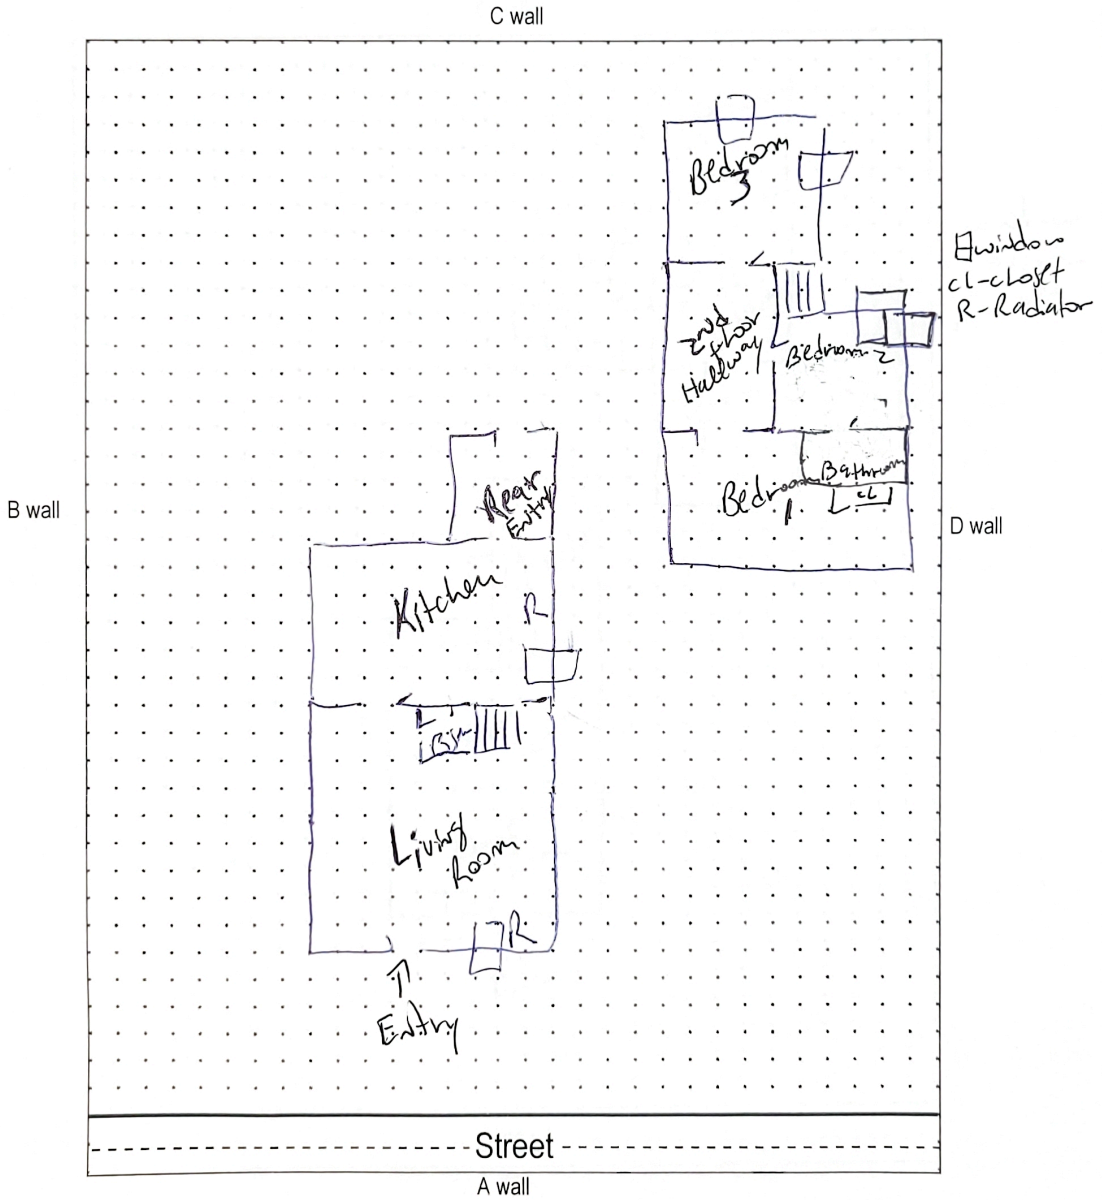 C wall
Bedroom
3
window
cl-closet
R-Radiator
2nd
floor
Hallway
Bedroom 2
Bathroom
Bedroom
1
cl
B wall
D wall
Rear
Entry
Kitchen
R
Living
Room
R
Entry
Street
A wall